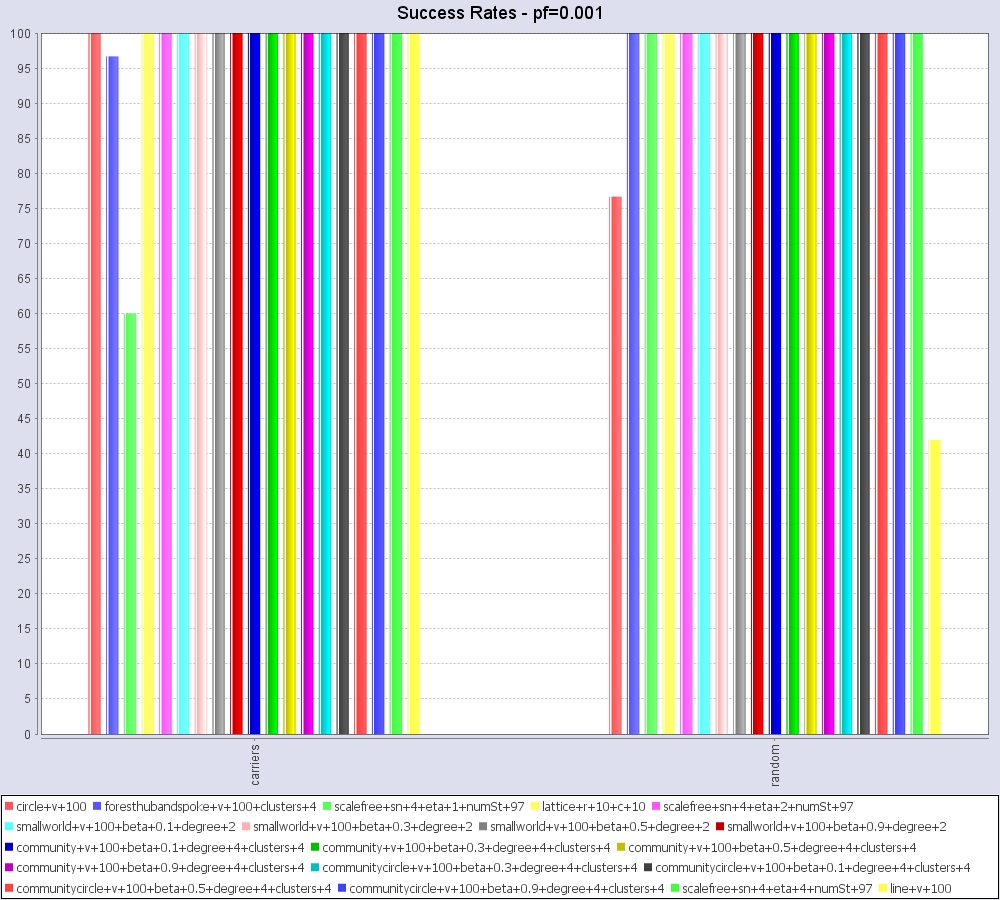 Success Rates - pf=0.001
100
95
90
85
80
75
70
65
60
55
50
45
40
35
30
25
20
15
10
5
0
carriers
random
circle+v+100 foresthubandspoke+v+100+clusters+4 scalefree+sn+4+eta+1+numSt+97 lattice+r+10+c+10 scalefree+sn+4+eta+2+numSt+97
smallworld+v+100+beta+0.1+degree+2 smallworld+v+100+beta+0.3+degree+2 smallworld+v+100+beta+0.5+degree+2 smallworld+v+100+beta+0.9+degree+2
community+v+100+beta+0.1+degree+4+clusters+4 community+v+100+beta+0.3+degree+4+clusters+4 community+v+100+beta+0.5+degree+4+clusters+4
community+v+100+beta+0.9+degree+4+clusters+4 communitycircle+v+100+beta+0.3+degree+4+clusters+4 communitycircle+v+100+beta+0.1+degree+4+clusters+4
communitycircle+v+100+beta+0.5+degree+4+clusters+4 communitycircle+v+100+beta+0.9+degree+4+clusters+4 scalefree+sn+4+eta+4+numSt+97 line+v+100